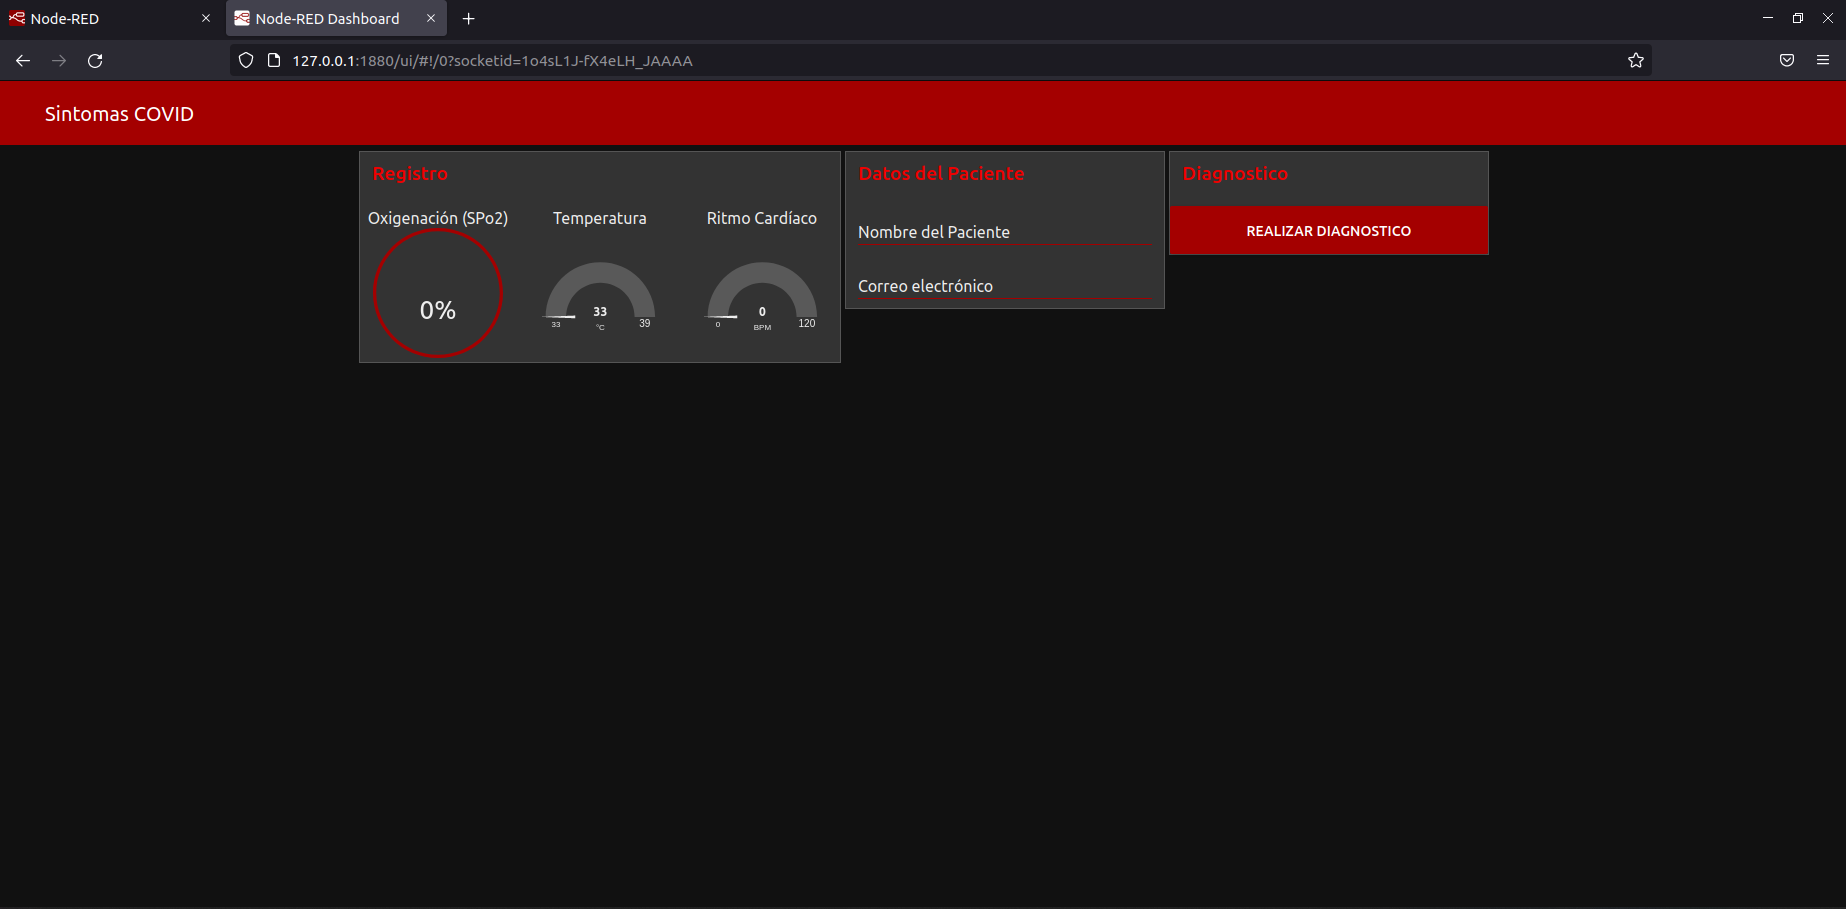 Node-RED
Node-RED Dashboard
127.0.0.1:1880/ui/#!/0?socketid=1o4sL1J-fX4eLH_JAAAA
Sintomas COVID
Registro
Oxigenación (SPo2)
Temperatura
Ritmo Cardíaco
0%
33
33
°C
39
0
0
BPM
120
Datos del Paciente
Nombre del Paciente
Correo electrónico
Diagnostico
REALIZAR DIAGNOSTICO